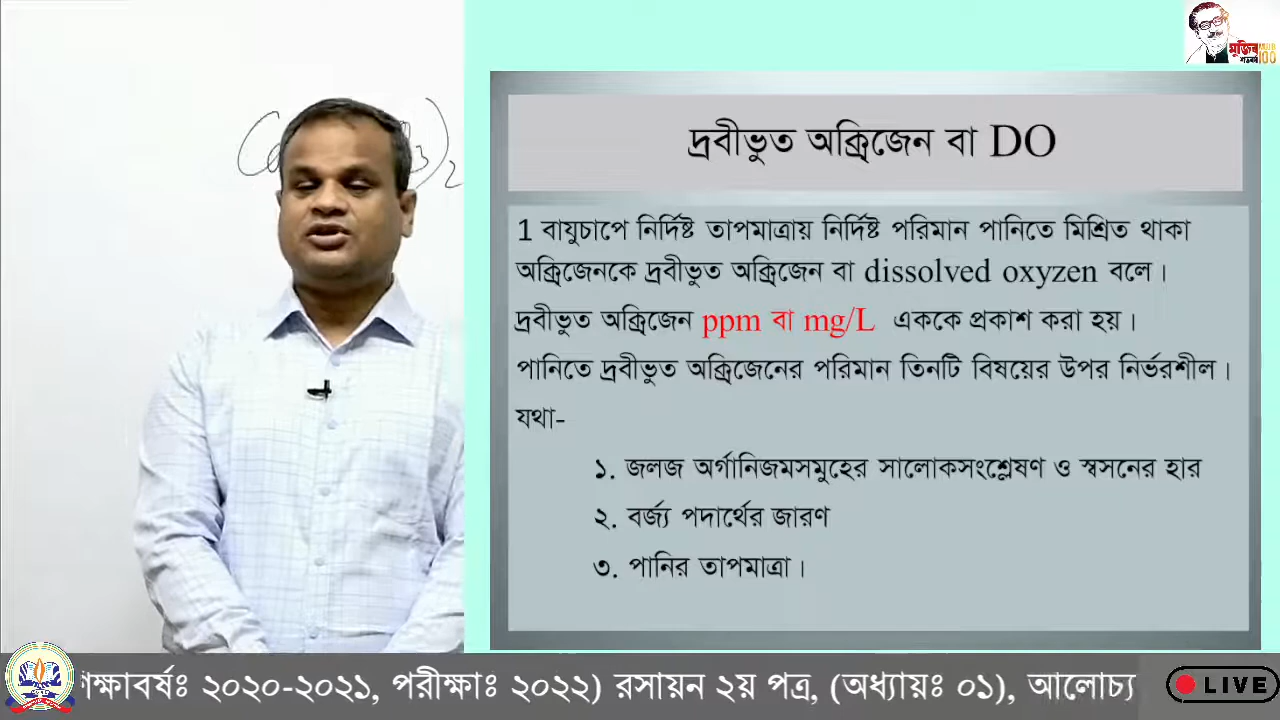 মুজিব
শতবর্ষ
100
দ্রবীভুত অক্সিজেন বা DO
1 বাযুচাপে নির্দিষ্ট তাপমাত্রায় নির্দিষ্ট পরিমান পানিতে মিশ্রিত থাকা
অক্সিজেনকে দ্রবীভুত অক্সিজেন বা dissolved oxyzen বলে।
দ্রবীভুত অক্সিজেন ppm বা mg/L এককে প্রকাশ করা হয়।
পানিতে দ্রবীভুত অক্সিজেনের পরিমান তিনটি বিষয়ের উপর নির্ভরশীল।
যথা-
১. জলজ অর্গানিজমসমুহের সালোকসংশ্লেষণ ও স্বসনের হার
২. বর্জ্য পদার্থের জারণ
৩. পানির তাপমাত্রা।
ক্ষাবর্ষঃ ২০২০-২০২১, পরীক্ষাঃ ২০২২) রসায়ন ২য় পত্র, (অধ্যায়ঃ ০১), আলোচ্য
LIVE